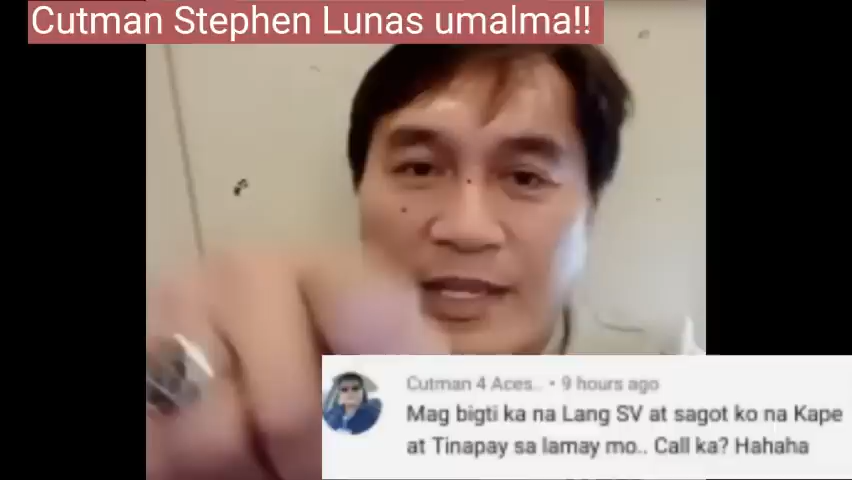 Cutman Stephen Lunas umalma!!
Cutman 4 Aces.. • 9 hours ago
Mag bigti ka na Lang SV at sagot ko na Kape
at Tinapay sa lamay mo.. Call ka? Hahaha